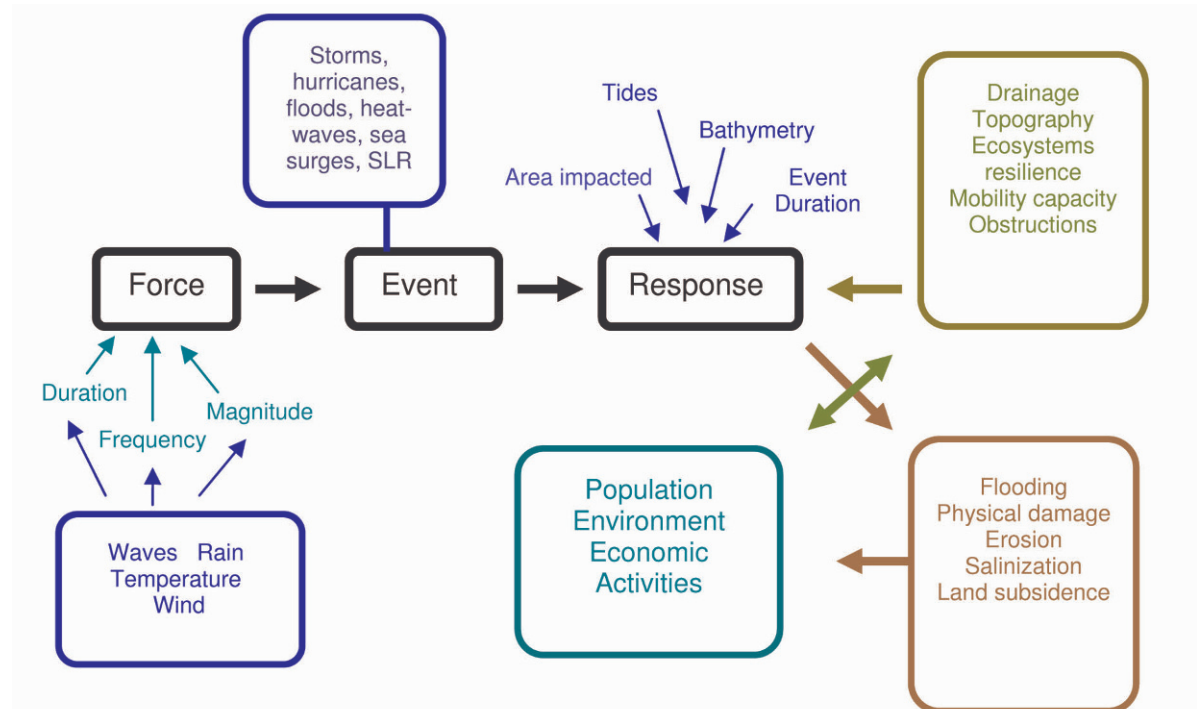 Storms,
hurricanes,
floods, heat-
waves, sea
surges, SLR
Tides
Bathymetry
Area impacted
Event
Duration
Drainage
Topography
Ecosystems
resilience
Mobility capacity
Obstructions
Force
Event
Response
Duration
Frequency
Magnitude
Waves Rain
Temperature
Wind
Population
Environment
Economic
Activities
Flooding
Physical damage
Erosion
Salinization
Land subsidence